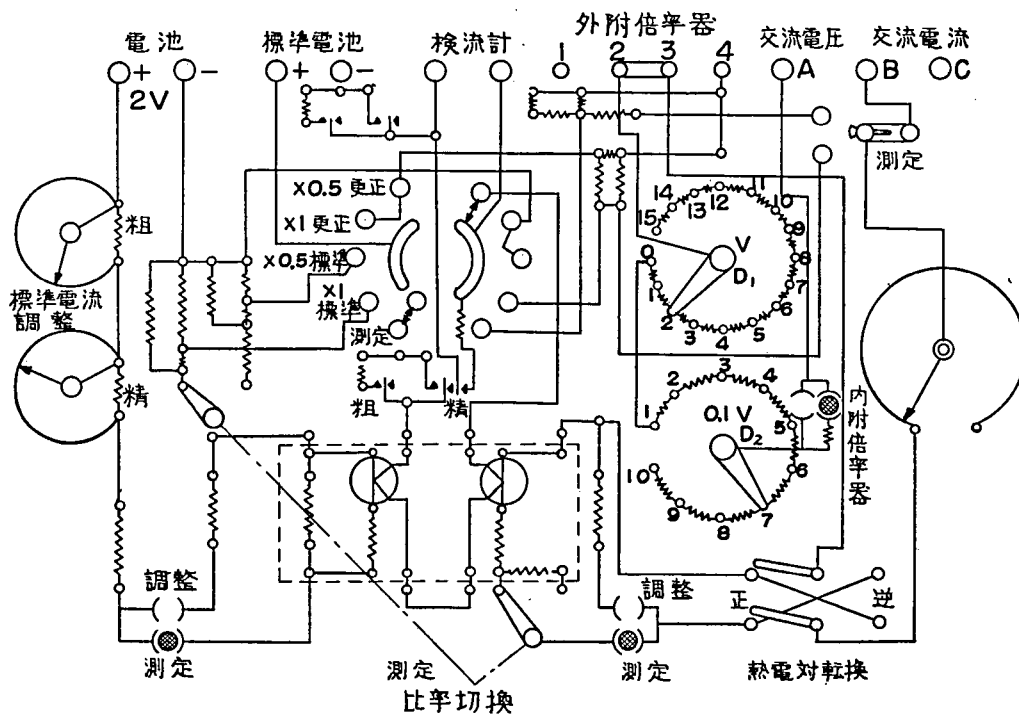 電池
標準電池
検流計
外附倍率器
交流電圧
交流電流
+
-
+
-
1
2
3
4
A
B
C
2V
測定
粗
標準電流
調整
精
×0.5 更正
×1 更正
×0.5 標準
×1
標準
測定
粗
精
15
14
13
12
11
10
9
8
7
6
5
4
3
2
1
0
V
D1
1
2
3
4
5
6
7
8
9
10
0.1 V
D2
内附倍率器
調整
測定
測定
比率切換
調整
測定
正
逆
熱電対転換